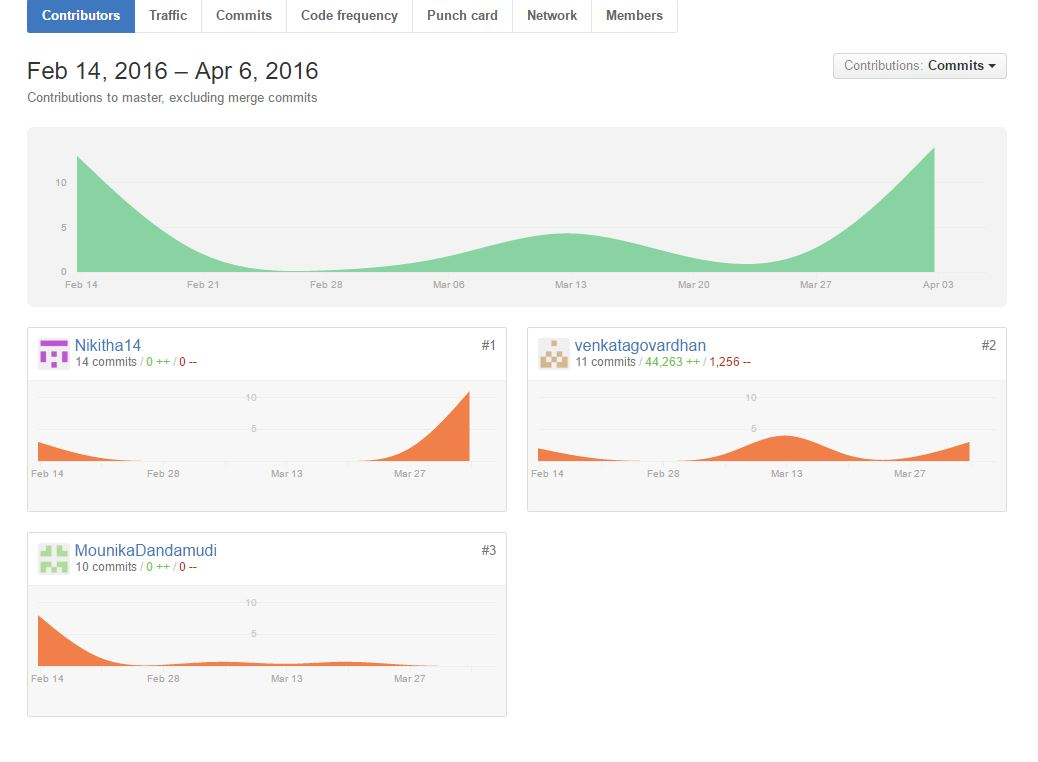 Contributors Traffic Commits Code frequency Punch card Network Members
Feb 14, 2016 – Apr 6, 2016
Contributions: Commits
Contributions to master, excluding merge commits
10
5
0
Feb 14 Feb 21 Feb 28 Mar 06 Mar 13 Mar 20 Mar 27 Apr 03
Nikitha14 #1
14 commits / 0 ++ / 0 --
10
5
Feb 14 Feb 28 Mar 13 Mar 27
venkatagovardhan #2
11 commits / 44,263 ++ / 1,256 --
10
5
Feb 14 Feb 28 Mar 13 Mar 27
MounikaDandamudi #3
10 commits / 0 ++ / 0 --
10
5
Feb 14 Feb 28 Mar 13 Mar 27